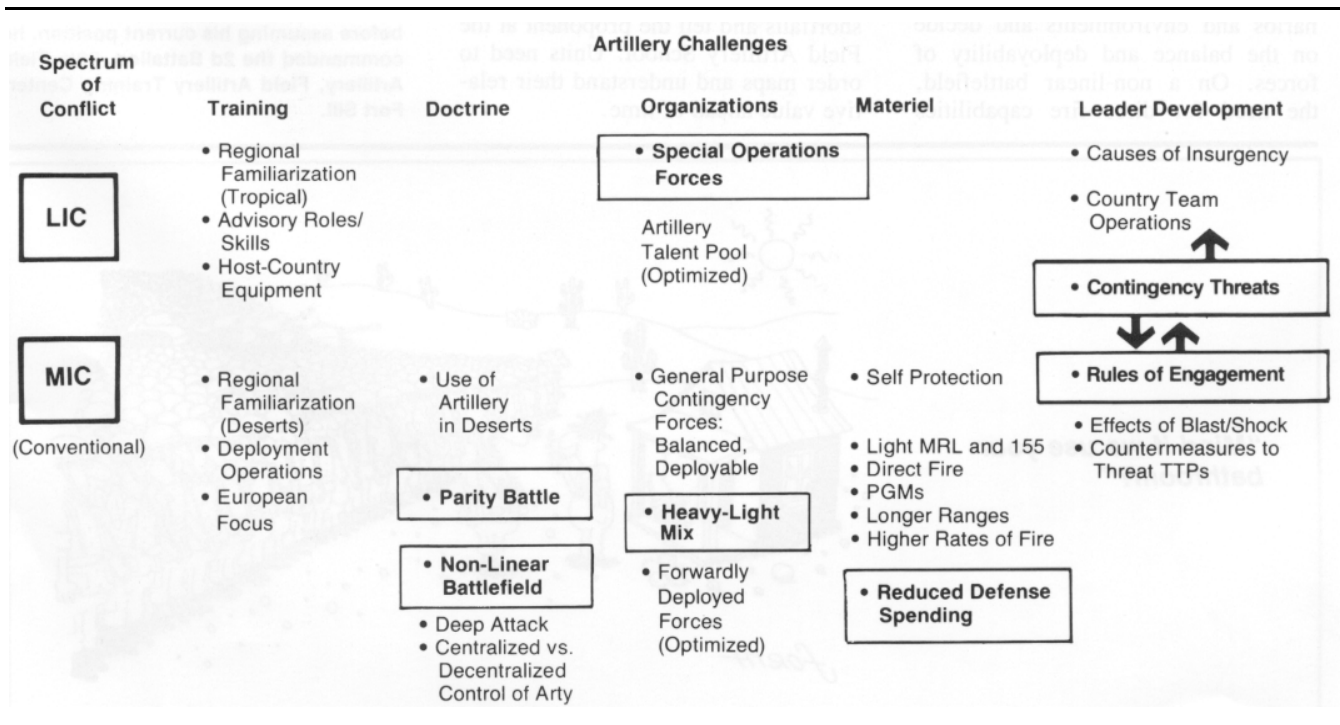 Artillery Challenges
Spectrum
of
Conflict
Training
Doctrine
Organizations
Materiel
Leader Development
LIC
• Regional
Familiarization
(Tropical)
• Advisory Roles/
Skills
• Host-Country
Equipment
• Special Operations
Forces
Artillery
Talent Pool
(Optimized)
• Causes of Insurgency
• Country Team
Operations
• Contingency Threats
• Rules of Engagement
MIC
(Conventional)
• Regional
Familiarization
(Deserts)
• Deployment
Operations
• European
Focus
• Use of
Artillery
in Deserts
• Parity Battle
• Non-Linear
Battlefield
• Deep Attack
• Centralized vs.
Decentralized
Control of Arty
• General Purpose
Contingency
Forces:
Balanced,
Deployable
• Heavy-Light
Mix
• Forwardly
Deployed
Forces
(Optimized)
• Self Protection
• Light MRL and 155
• Direct Fire
• PGMs
• Longer Ranges
• Higher Rates of Fire
• Reduced Defense
Spending
• Effects of Blast/Shock
• Countermeasures to
Threat TTPs